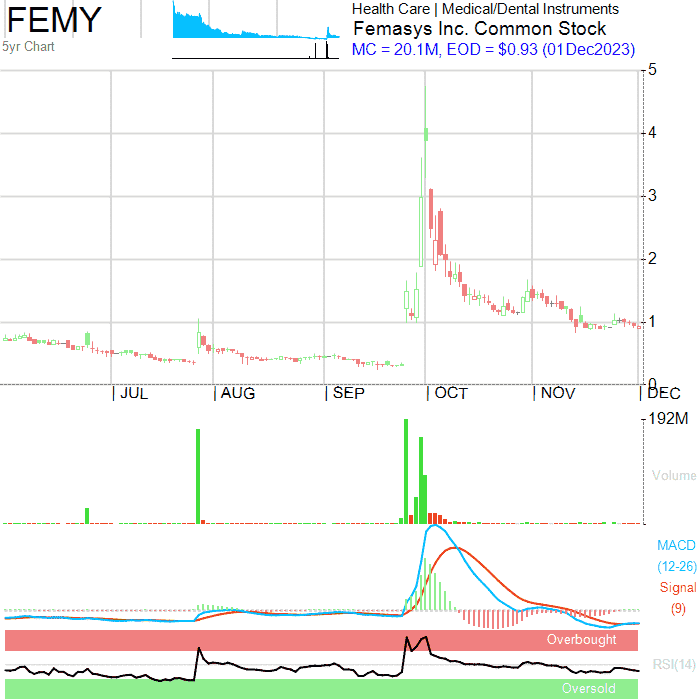 FEMY
5yr Chart
Health Care | Medical/Dental Instruments
Femasys Inc. Common Stock
MC = 20.1M, EOD = $0.93 (01Dec2023)
5
4
3
2
1
0
JUL
AUG
SEP
OCT
NOV
DEC
192M
Volume
MACD
(12-26)
Signal
(9)
Overbought
RSI(14)
Oversold